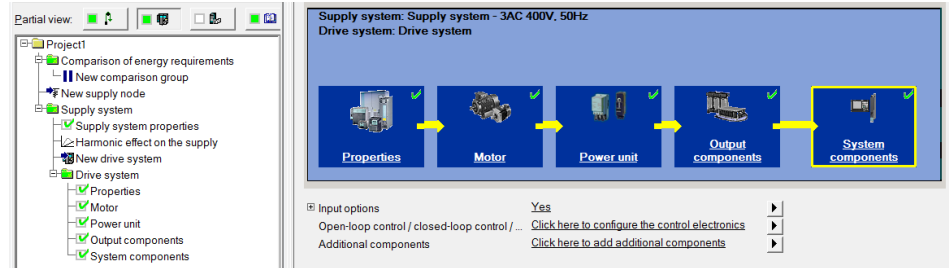 Partial view:
Project1
Comparison of energy requirements
New comparison group
New supply node
Supply system
Supply system properties
Harmonic effect on the supply
New drive system
Drive system
Properties
Motor
Power unit
Output components
System components
Supply system: Supply system - 3AC 400V, 50Hz
Drive system: Drive system
Properties
Motor
Power unit
Output
components
System
components
Input options Yes
Open-loop control / closed-loop control / ... Click here to configure the control electronics
Additional components Click here to add additional components